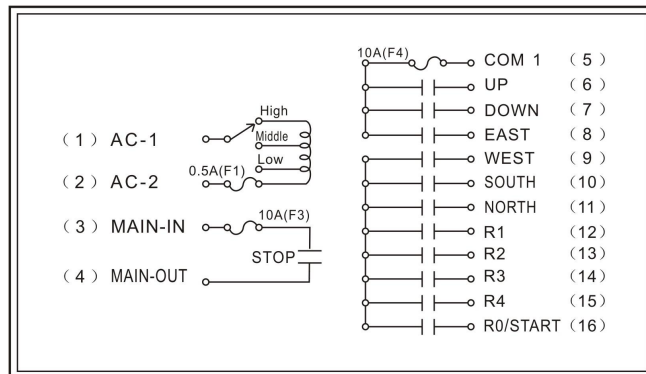 High
( 1 ) AC-1
Middle
Low
( 2 ) AC-2
0.5A(F1)
( 3 ) MAIN-IN
10A(F3)
STOP
( 4 ) MAIN-OUT
10A(F4)
COM 1 ( 5 )
UP ( 6 )
DOWN ( 7 )
EAST ( 8 )
WEST ( 9 )
SOUTH (10)
NORTH (11)
R1 (12)
R2 (13)
R3 (14)
R4 (15)
R0/START (16)